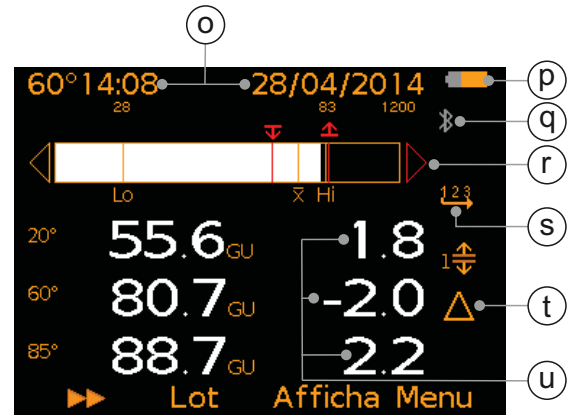 o
60°14:08 28/04/2014 p
28 83 1200
q
r
Lo x̅ Hi
123
s
20° 55.6GU 1.8
1
60° 80.7GU -2.0 t
85° 88.7GU 2.2
u
Lot Afficha Menu